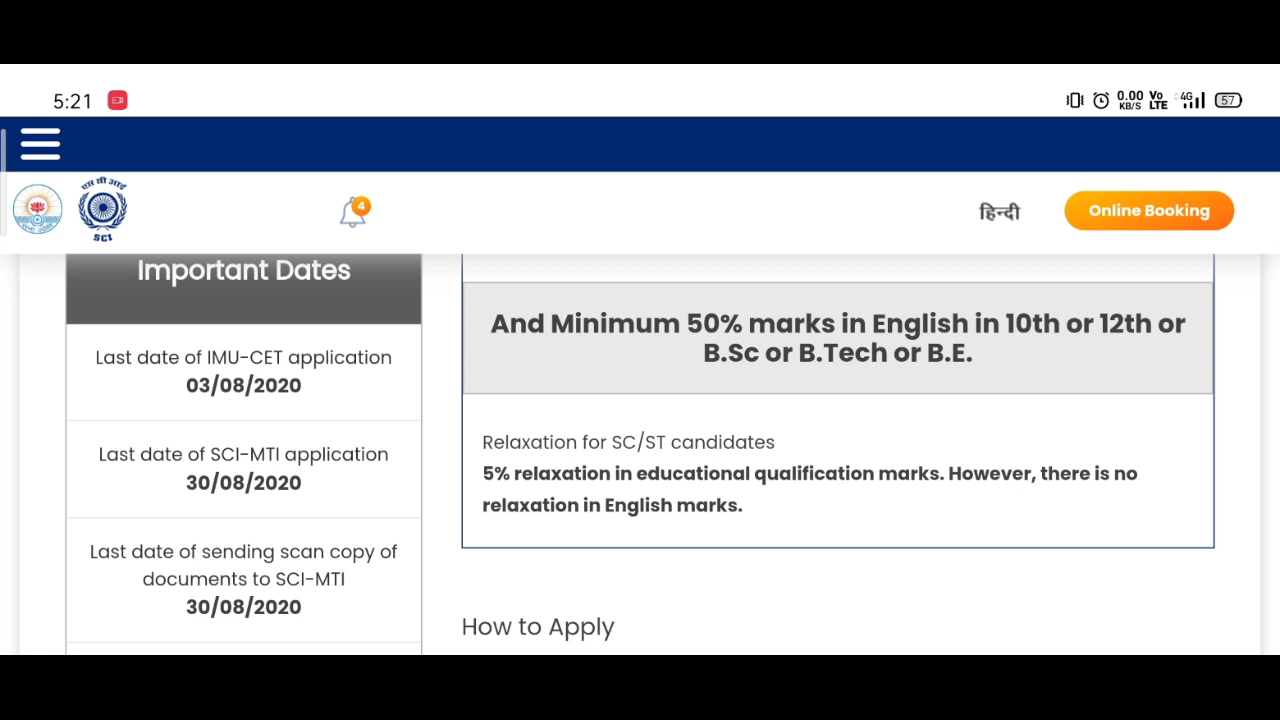 5:21
0.00
KB/S
Vo
LTE
4G
57
एस सी आई
SCI
4
हिन्दी
Online Booking
Important Dates
Last date of IMU-CET application
03/08/2020
Last date of SCI-MTI application
30/08/2020
Last date of sending scan copy of
documents to SCI-MTI
30/08/2020
And Minimum 50% marks in English in 10th or 12th or
B.Sc or B.Tech or B.E.
Relaxation for SC/ST candidates
5% relaxation in educational qualification marks. However, there is no
relaxation in English marks.
How to Apply